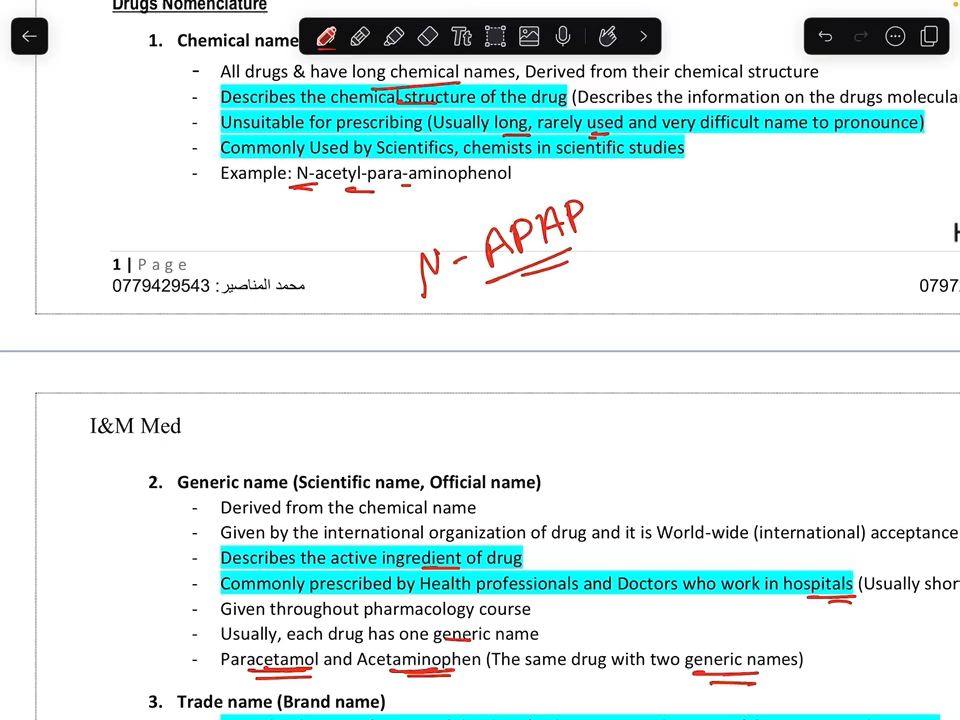 Drugs Nomenclature
Tt
1. Chemical name
- All drugs & have long chemical names, Derived from their chemical structure
- Describes the chemical structure of the drug (Describes the information on the drugs molecula
- Unsuitable for prescribing (Usually long, rarely used and very difficult name to pronounce)
- Commonly Used by Scientifics, chemists in scientific studies
- Example: N-acetyl-para-aminophenol
N - APAP
H
1 | Page
محمد المناصير: 0779429543
0797
I&M Med
2. Generic name (Scientific name, Official name)
- Derived from the chemical name
- Given by the international organization of drug and it is World-wide (international) acceptance
- Describes the active ingredient of drug
- Commonly prescribed by Health professionals and Doctors who work in hospitals (Usually shor
- Given throughout pharmacology course
- Usually, each drug has one generic name
- Paracetamol and Acetaminophen (The same drug with two generic names)
3. Trade name (Brand name)